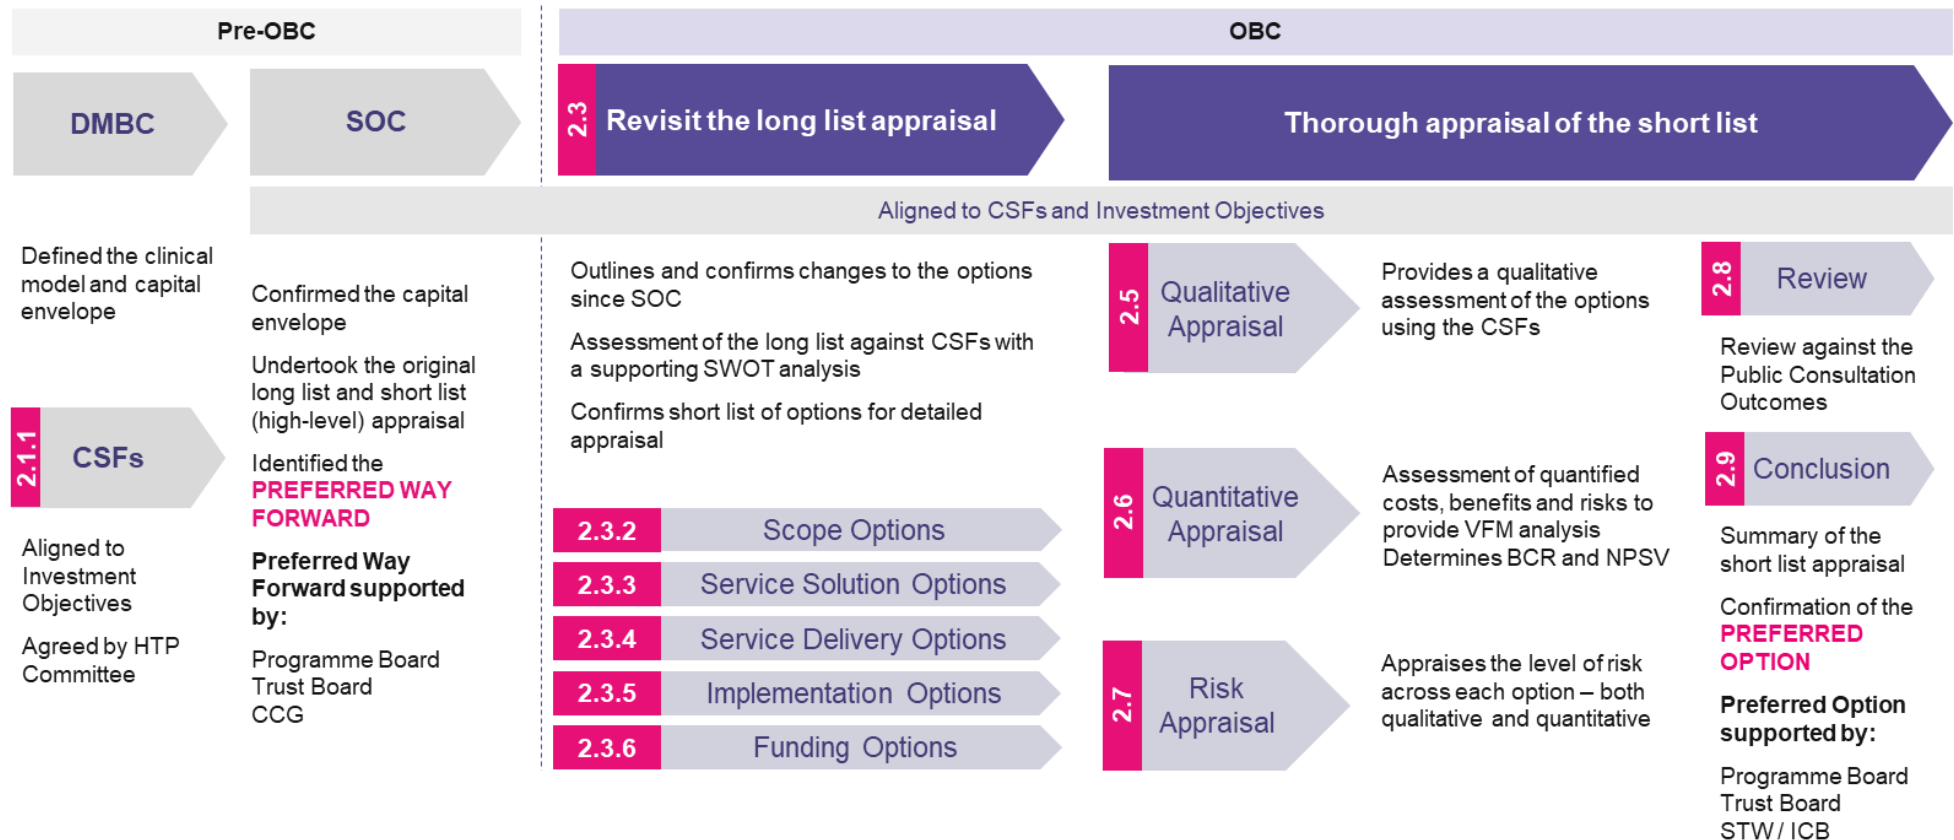 Pre-OBC
OBC
DMBC
SOC
2.3
Revisit the long list appraisal
Thorough appraisal of the short list
Aligned to CSFs and Investment Objectives
Defined the clinical
model and capital
envelope
2.1.1
CSFs
Aligned to
Investment
Objectives
Agreed by HTP
Committee
Confirmed the capital
envelope
Undertook the original
long list and short list
(high-level) appraisal
Identified the
PREFERRED WAY
FORWARD
Preferred Way
Forward supported
by:
Programme Board
Trust Board
CCG
Outlines and confirms changes to the options
since SOC
Assessment of the long list against CSFs with
a supporting SWOT analysis
Confirms short list of options for detailed
appraisal
2.3.2
Scope Options
2.3.3
Service Solution Options
2.3.4
Service Delivery Options
2.3.5
Implementation Options
2.3.6
Funding Options
2.5
Qualitative
Appraisal
Provides a qualitative
assessment of the options
using the CSFs
2.6
Quantitative
Appraisal
Assessment of quantified
costs, benefits and risks to
provide VFM analysis
Determines BCR and NPSV
2.7
Risk
Appraisal
Appraises the level of risk
across each option – both
qualitative and quantitative
2.8
Review
Review against the
Public Consultation
Outcomes
2.9
Conclusion
Summary of the
short list appraisal
Confirmation of the
PREFERRED
OPTION
Preferred Option
supported by:
Programme Board
Trust Board
STW / ICB